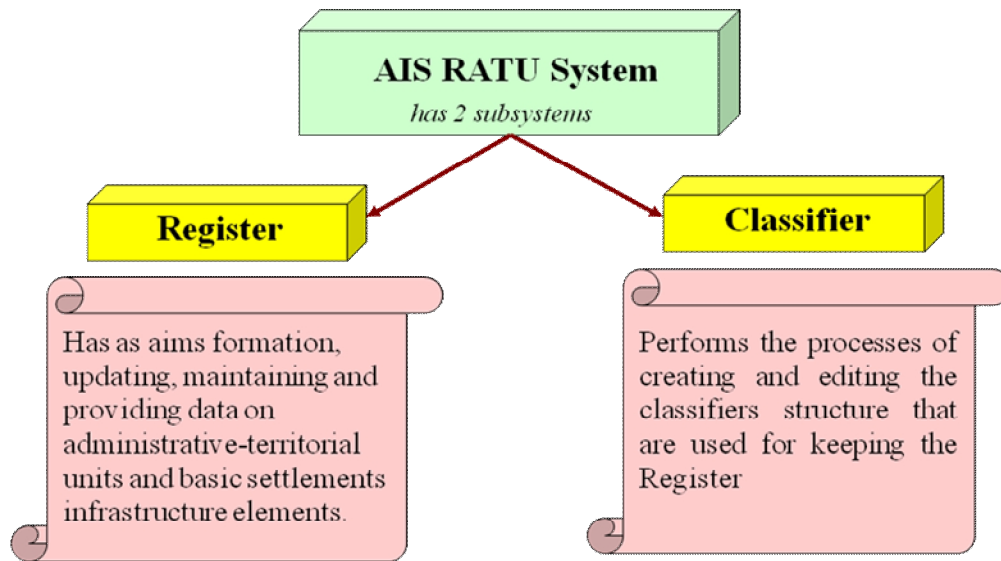 AIS RATU System
has 2 subsystems
Register
Classifier
Has as aims formation,
updating, maintaining and
providing data on
administrative-territorial
units and basic settlements
infrastructure elements.
Performs the processes of
creating and editing the
classifiers structure that
are used for keeping the
Register